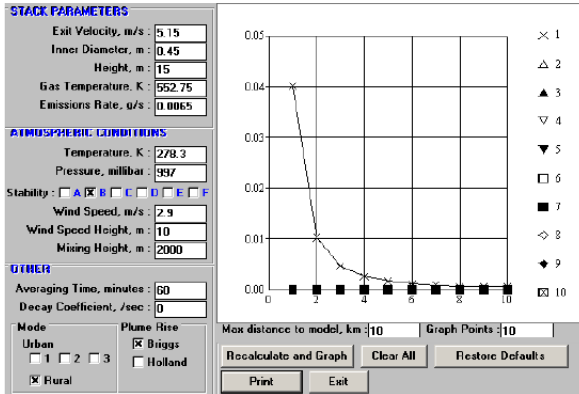 STACK PARAMETERS
Exit Velocity, m/s : 5.15
Inner Diameter, m : 0.45
Height, m : 15
Gas Temperature, K : 552.75
Emissions Rate, g/s : 0.0065
ATMOSPHERIC CONDITIONS
Temperature, K : 278.3
Pressure, millibar : 997
Stability : A B C D E F
Wind Speed, m/s : 2.9
Wind Speed Height, m : 10
Mixing Height, m : 2000
OTHER
Averaging Time, minutes : 60
Decay Coefficient, /sec : 0
Mode
Urban
1 2 3
Rural
Plume Rise
Briggs
Holland
0.05
0.04
0.03
0.02
0.01
0.00
0 2 4 6 8 10
1
2
3
4
5
6
7
8
9
10
Max distance to model, km : 10
Graph Points : 10
Recalculate and Graph
Clear All
Restore Defaults
Print
Exit